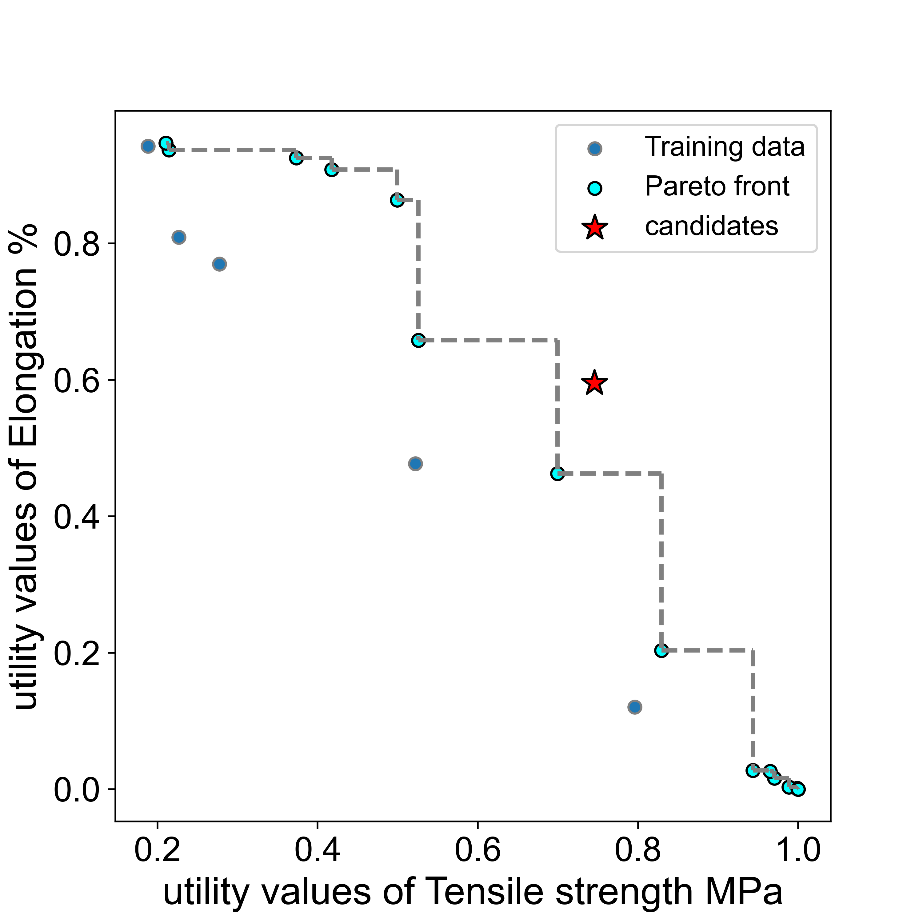 Training data
Pareto front
candidates
utility values of Elongation %
0.8
0.6
0.4
0.2
0.0
0.2 0.4 0.6 0.8 1.0
utility values of Tensile strength MPa